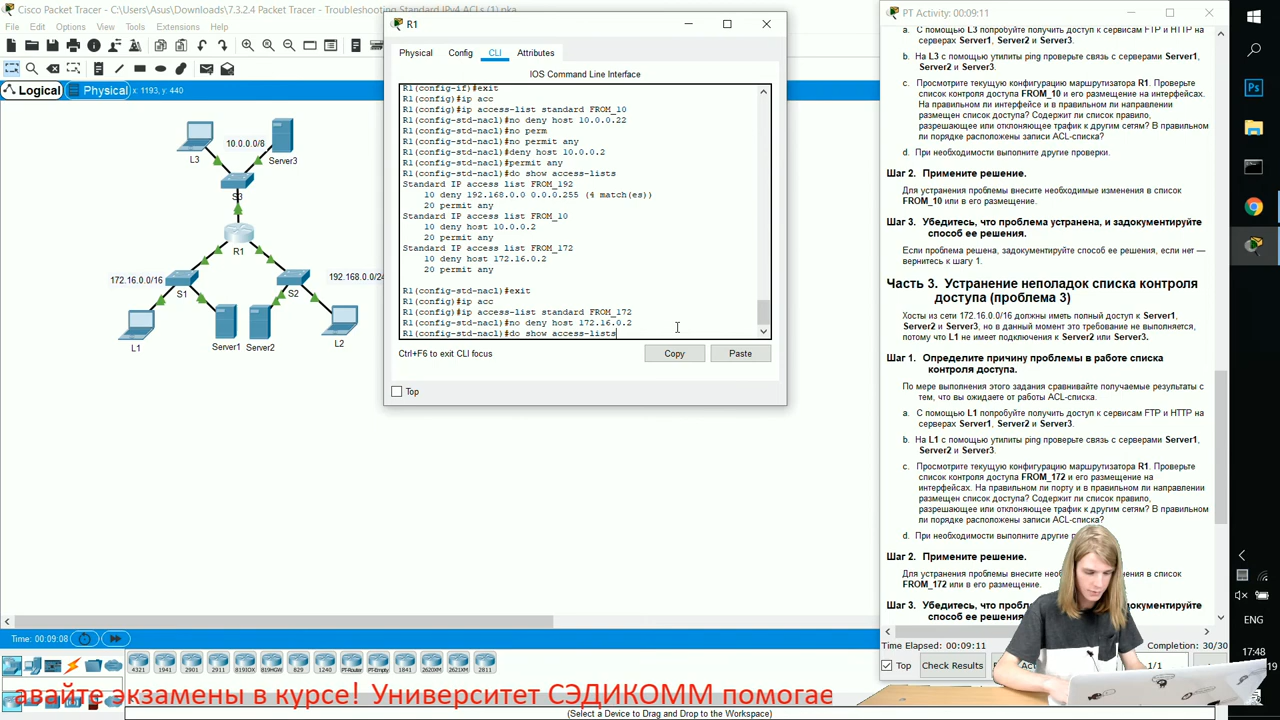 Cisco Packet Tracer - C:\Users\Asus\Downloads\7.3.2.4 Packet Tracer - Troubleshooting Standard IPv4 ACLs (1).pka
File Edit Options View Tools Extensions Help
Logical Physical x: 1193, y: 440
10.0.0.0/8
L3
Server3
S3
R1
172.16.0.0/16
192.168.0.0/24
S1
S2
L1
Server1
Server2
L2
R1
Physical Config CLI Attributes
IOS Command Line Interface
R1(config-if)#exit
R1(config)#ip acc
R1(config)#ip access-list standard FROM_10
R1(config-std-nacl)#no deny host 10.0.0.22
R1(config-std-nacl)#no perm
R1(config-std-nacl)#no permit any
R1(config-std-nacl)#deny host 10.0.0.2
R1(config-std-nacl)#permit any
R1(config-std-nacl)#do show access-lists
Standard IP access list FROM_192
10 deny 192.168.0.0 0.0.0.255 (4 match(es))
20 permit any
Standard IP access list FROM_10
10 deny host 10.0.0.2
20 permit any
Standard IP access list FROM_172
10 deny host 172.16.0.2
20 permit any
R1(config-std-nacl)#exit
R1(config)#ip acc
R1(config)#ip access-list standard FROM_172
R1(config-std-nacl)#no deny host 172.16.0.2
R1(config-std-nacl)#do show access-lists
Ctrl+F6 to exit CLI focus
Copy
Paste
Top
PT Activity: 00:09:11
a. С помощью L3 попробуйте получить доступ к сервисам FTP и HTTP на
серверах Server1, Server2 и Server3.
b. На L3 с помощью утилиты ping проверьте связь с серверами Server1,
Server2 и Server3.
c. Просмотрите текущую конфигурацию маршрутизатора R1. Проверьте
список контроля доступа FROM_10 и его размещение на интерфейсах.
На правильном ли интерфейсе и в правильном ли направлении
размещен список доступа? Содержит ли список правило,
разрешающее или отклоняющее трафик к другим сетям? В правильном
ли порядке расположены записи ACL-списка?
d. При необходимости выполните другие проверки.
Шаг 2. Примените решение.
Для устранения проблемы внесите необходимые изменения в список
FROM_10 или в его размещение.
Шаг 3. Убедитесь, что проблема устранена, и задокументируйте
способ ее решения.
Если проблема решена, задокументируйте способ ее решения, если нет —
вернитесь к шагу 1.
Часть 3. Устранение неполадок списка контроля
доступа (проблема 3)
Хосты из сети 172.16.0.0/16 должны иметь полный доступ к Server1,
Server2 и Server3, но в данный момент это требование не выполняется,
потому что L1 не имеет подключения к Server2 или Server3.
Шаг 1. Определите причину проблемы в работе списка
контроля доступа.
По мере выполнения этого задания сравнивайте получаемые результаты с
тем, что вы ожидаете от работы ACL-списка.
a. С помощью L1 попробуйте получить доступ к сервисам FTP и HTTP на
серверах Server1, Server2 и Server3.
b. На L1 с помощью утилиты ping проверьте связь с серверами Server1,
Server2 и Server3.
c. Просмотрите текущую конфигурацию маршрутизатора R1. Проверьте
список контроля доступа FROM_172 и его размещение на
интерфейсах. На правильном ли порту и в правильном ли направлении
размещен список доступа? Содержит ли список правило,
разрешающее или отклоняющее трафик к другим сетям? В правильном
ли порядке расположены записи ACL-списка?
d. При необходимости выполните другие
Шаг 2. Примените решение.
Для устранения проблемы внесите в список
FROM_172 или в его размещение.
Шаг 3. Убедитесь, что
способ ее решения.
Time Elapsed: 00:09:11 Completion: 30/30
Top
Check Results
1/1
Time: 00:09:08
4321 1941 2901 2911 819IOX 819HGW 829 1240 PT-Router PT-Empty 1841 2620XM 2621XM 2811
авайте экзамены в курсе! Университет СЭДИКОММ помогае
(Select a Device to Drag and Drop to the Workspace)
Ps
ENG
17:48